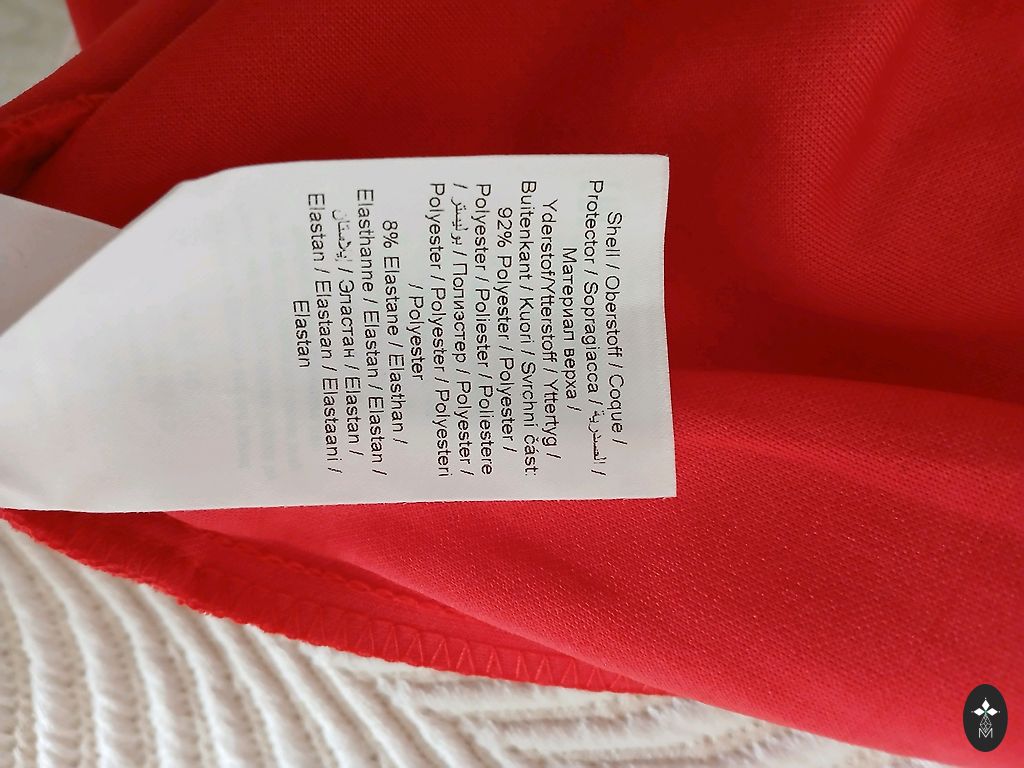 Shell / Oberstoff / Coque /
Protector / Sopragiacca / الصدرية /
Материал верха /
Yderstof/Ytterstoff / Yttertyg /
Buitenkant / Kuori / Svrchní část:
92% Polyester / Polyester /
Polyester / Poliester / Poliestere
/ بوليستر / Полиэстер / Polyester /
Polyester / Polyester / Polyesteri
/ Polyester
8% Elastane / Elasthan /
Elasthanne / Elastan / Elastan /
إيلاستان / Эластан / Elastan /
Elastan / Elastaan / Elastaani /
Elastan
M